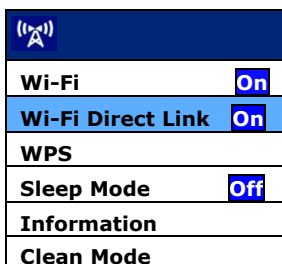 Wi-Fi On
Wi-Fi Direct Link On
WPS
Sleep Mode Off
Information
Clean Mode